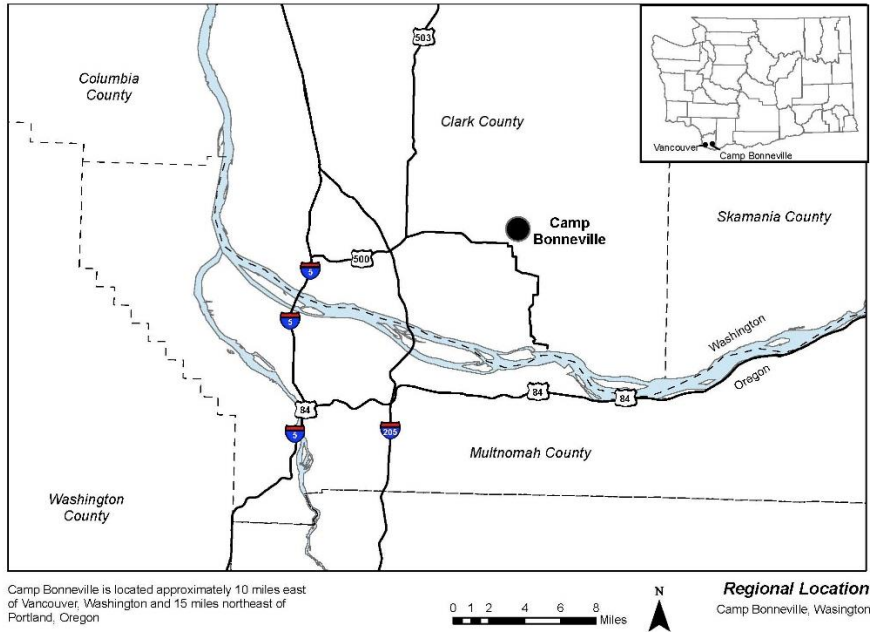 503
Columbia
County
Clark County
Vancouver
Camp Bonneville
Camp
Bonneville
Skamania County
500
5
5
Washington
Oregon
84
84
84
5
205
Multnomah County
Washington
County
Camp Bonneville is located approximately 10 miles east
of Vancouver, Washington and 15 miles northeast of
Portland, Oregon
0 1 2 4 6 8
Miles
N
Regional Location
Camp Bonneville, Wasington